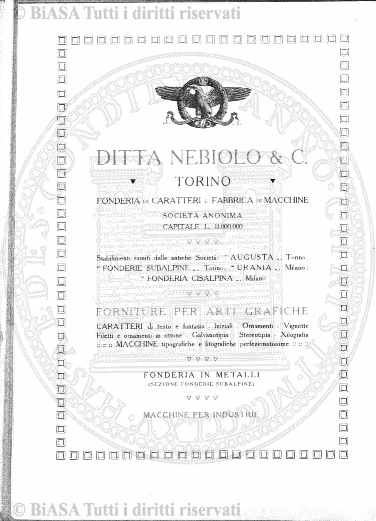 © BiASA Tutti i diritti riservati
DITTA NEBIOLO & C.
TORINO
FONDERIA DI CARATTERI E FABBRICA DI MACCHINE
SOCIETÀ ANONIMA
CAPITALE L. 11.000.000
Stabilimenti riuniti delle antiche Società: " AUGUSTA „ Torino
" FONDERIE SUBALPINE „ Torino " URANIA „ Milano
" FONDERIA CISALPINA „ Milano
FORNITURE PER ARTI GRAFICHE
CARATTERI di testo e fantasia . Iniziali . Ornamenti . Vignette
Filetti e ornamenti in ottone . Galvanotipia . Stereotipia . Xilografia
:: :: :: MACCHINE tipografiche e litografiche perfezionatissime :: :: ::
FONDERIA IN METALLI
(SEZIONE FONDERIE SUBALPINE)
MACCHINE PER INDUSTRIE
© BiASA Tutti i diritti riservati